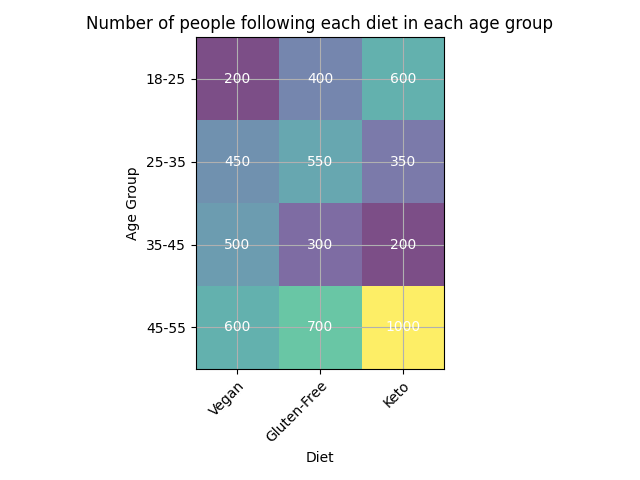 Number of people following each diet in each age group
18-25 200 400 600
25-35 450 550 350
35-45 500 300 200
45-55 600 700 1000
Age Group
Vegan Gluten-Free Keto
Diet